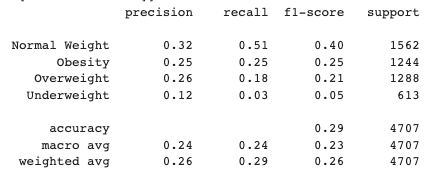 precision recall f1-score support
Normal Weight 0.32 0.51 0.40 1562
Obesity 0.25 0.25 0.25 1244
Overweight 0.26 0.18 0.21 1288
Underweight 0.12 0.03 0.05 613
accuracy 0.29 4707
macro avg 0.24 0.24 0.23 4707
weighted avg 0.26 0.29 0.26 4707